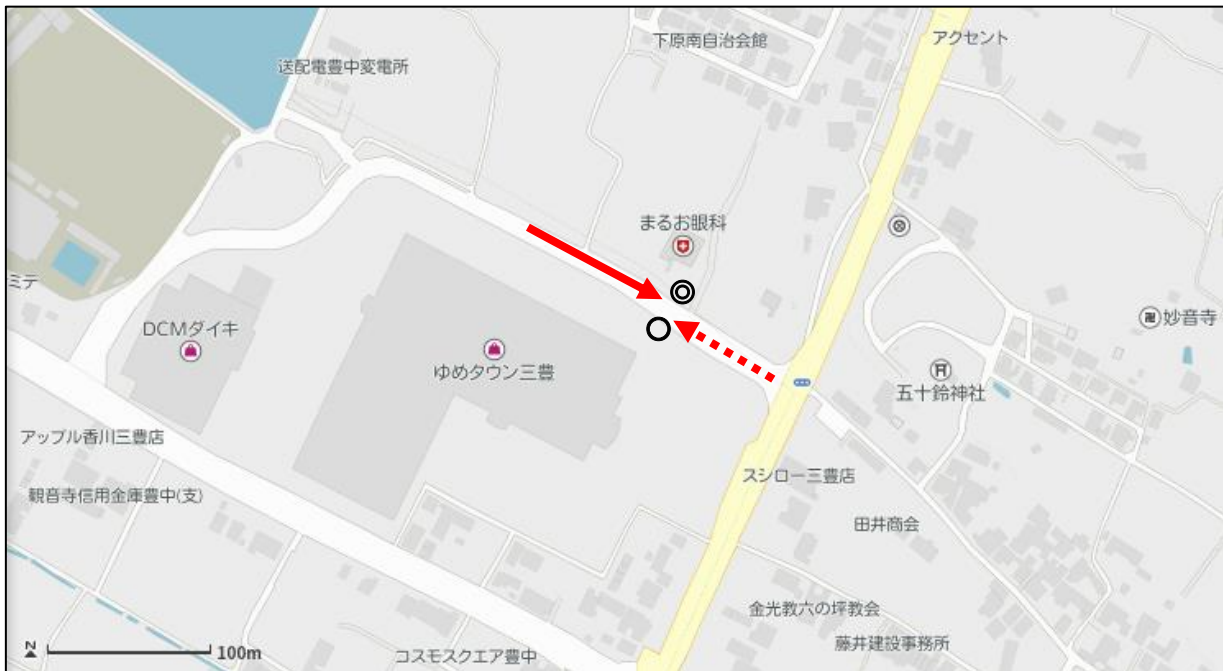 下原南自治会館
アクセント
送配電豊中変電所
まるお眼科
ミテ
妙音寺
DCMダイキ
ゆめタウン三豊
五十鈴神社
アップル香川三豊店
スシロー三豊店
観音寺信用金庫豊中(支)
田井商会
金光教六の坪教会
藤井建設事務所
コスモスクエア豊中
N
100m